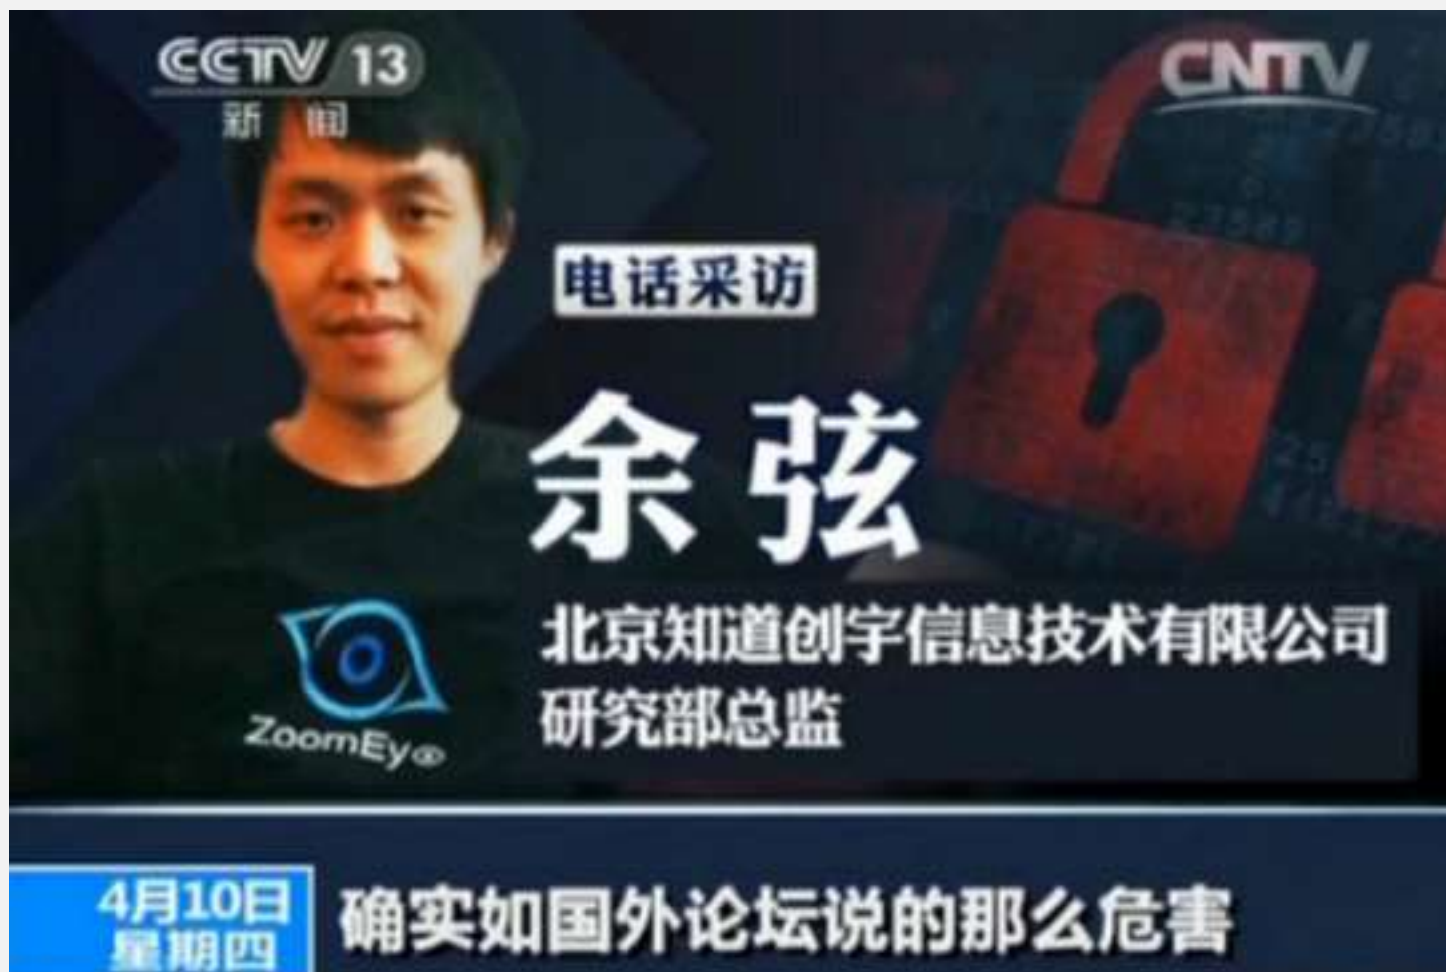 CCTV 13
新闻
CNTV
电话采访
余弦
北京知道创宇信息技术有限公司
研究部总监
ZoomEye
4月10日
星期四
确实如国外论坛说的那么危害